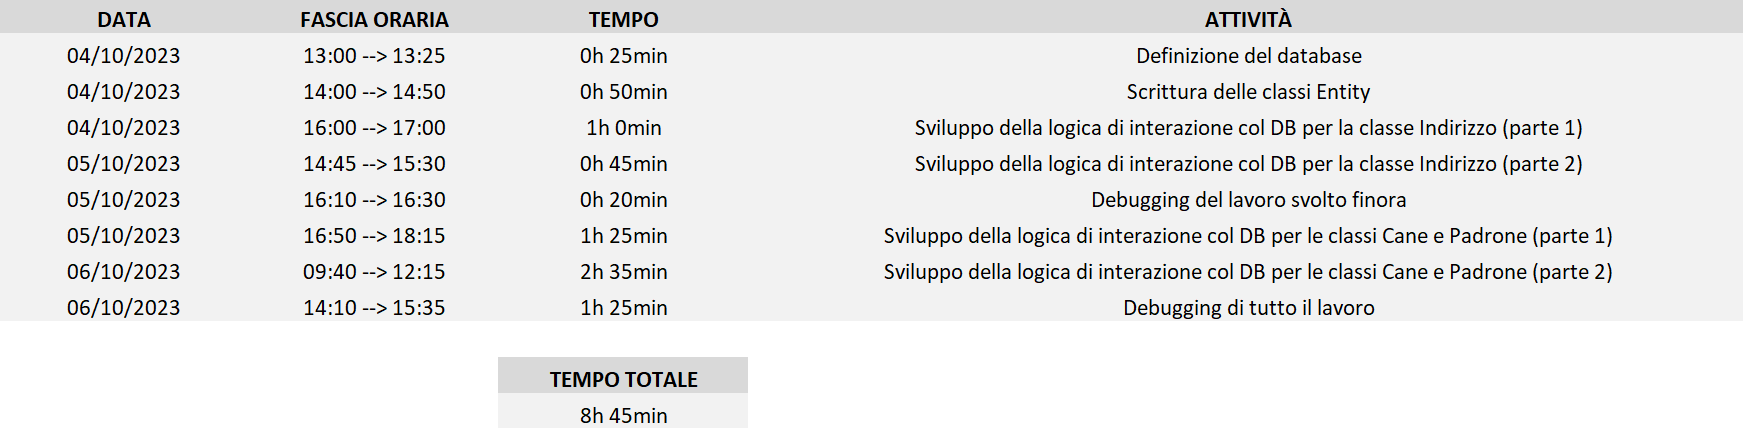 DATA FASCIA ORARIA TEMPO ATTIVITÀ
04/10/2023 13:00 --> 13:25 0h 25min Definizione del database
04/10/2023 14:00 --> 14:50 0h 50min Scrittura delle classi Entity
04/10/2023 16:00 --> 17:00 1h 0min Sviluppo della logica di interazione col DB per la classe Indirizzo (parte 1)
05/10/2023 14:45 --> 15:30 0h 45min Sviluppo della logica di interazione col DB per la classe Indirizzo (parte 2)
05/10/2023 16:10 --> 16:30 0h 20min Debugging del lavoro svolto finora
05/10/2023 16:50 --> 18:15 1h 25min Sviluppo della logica di interazione col DB per le classi Cane e Padrone (parte 1)
06/10/2023 09:40 --> 12:15 2h 35min Sviluppo della logica di interazione col DB per le classi Cane e Padrone (parte 2)
06/10/2023 14:10 --> 15:35 1h 25min Debugging di tutto il lavoro
TEMPO TOTALE
8h 45min